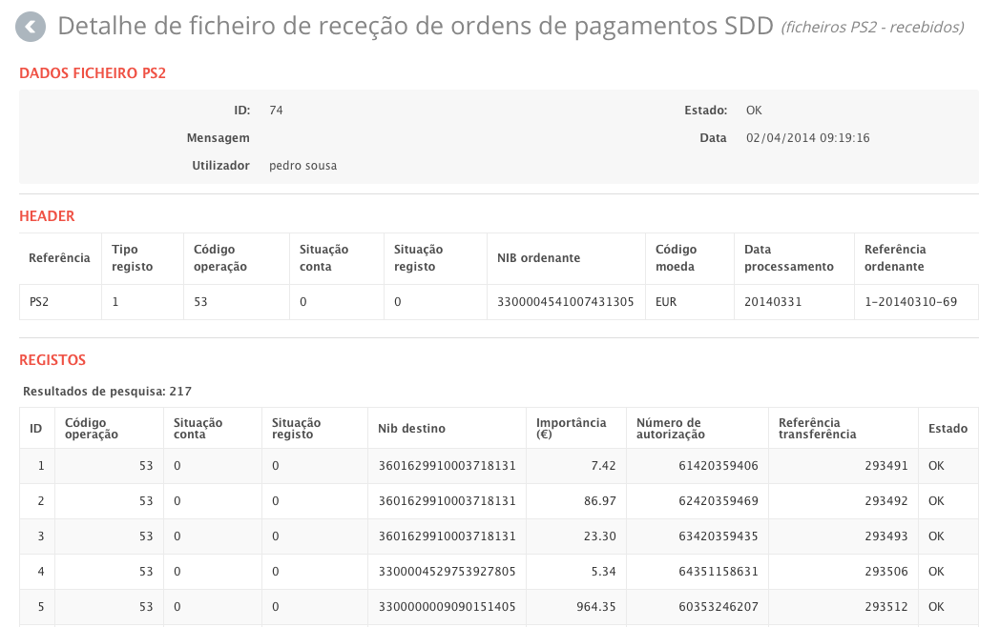 Detalhe de ficheiro de receção de ordens de pagamentos SDD (ficheiros PS2 - recebidos)
DADOS FICHEIRO PS2
ID: 74 Estado: OK
Mensagem Data 02/04/2014 09:19:16
Utilizador pedro sousa
HEADER
Referência Tipo registo Código operação Situação conta Situação registo NIB ordenante Código moeda Data processamento Referência ordenante
PS2 1 53 0 0 3300004541007431305 EUR 20140331 1-20140310-69
REGISTOS
Resultados de pesquisa: 217
ID Código operação Situação conta Situação registo Nib destino Importância (€) Número de autorização Referência transferência Estado
1 53 0 0 3601629910003718131 7.42 61420359406 293491 OK
2 53 0 0 3601629910003718131 86.97 62420359469 293492 OK
3 53 0 0 3601629910003718131 23.30 63420359435 293493 OK
4 53 0 0 3300004529753927805 5.34 64351158631 293506 OK
5 53 0 0 3300000009090151405 964.35 60353246207 293512 OK